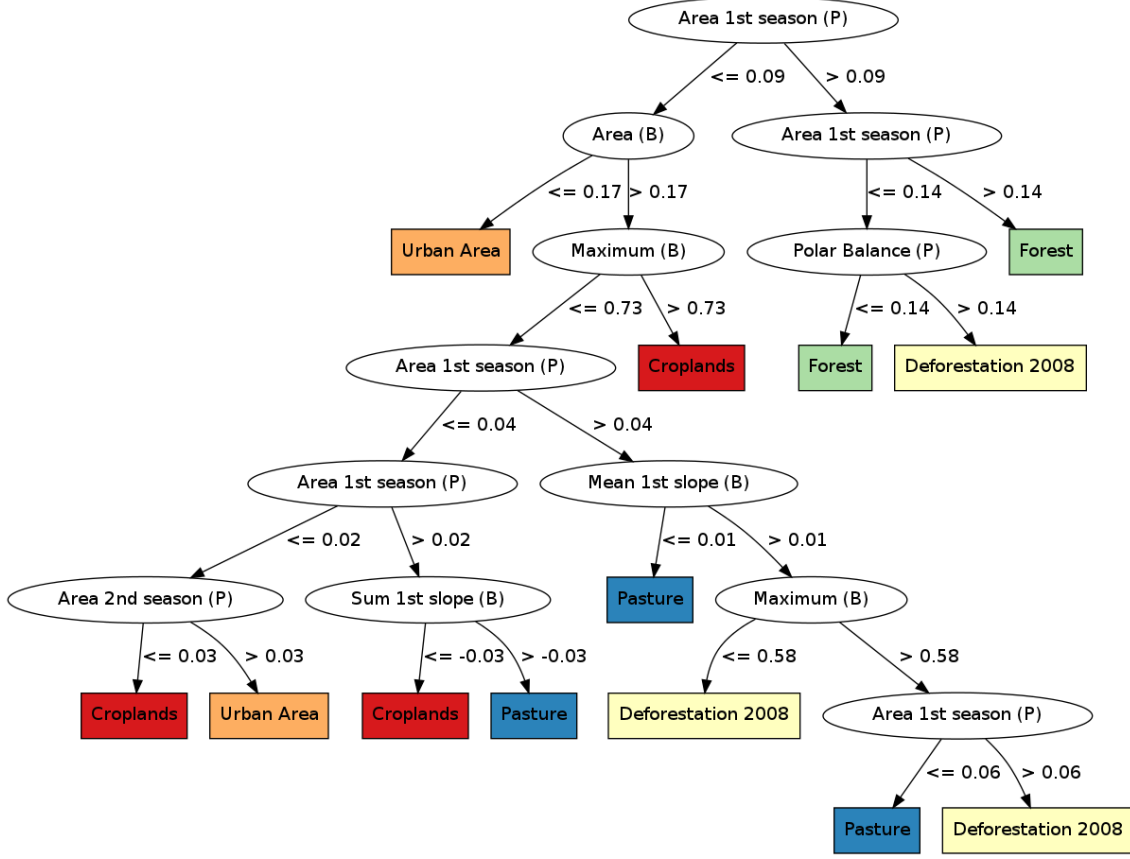 Area 1st season (P)
<= 0.09
> 0.09
Area (B)
Area 1st season (P)
<= 0.17
> 0.17
<= 0.14
> 0.14
Urban Area
Maximum (B)
Polar Balance (P)
Forest
<= 0.73
> 0.73
<= 0.14
> 0.14
Area 1st season (P)
Croplands
Forest
Deforestation 2008
<= 0.04
> 0.04
Area 1st season (P)
Mean 1st slope (B)
<= 0.02
> 0.02
<= 0.01
> 0.01
Area 2nd season (P)
Sum 1st slope (B)
Pasture
Maximum (B)
<= 0.03
> 0.03
<= -0.03
> -0.03
<= 0.58
> 0.58
Croplands
Urban Area
Croplands
Pasture
Deforestation 2008
Area 1st season (P)
<= 0.06
> 0.06
Pasture
Deforestation 2008